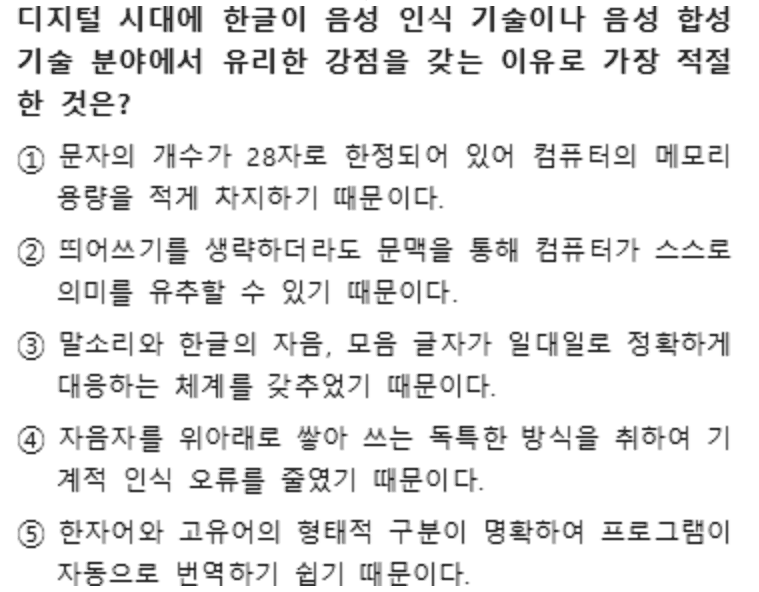 디지털 시대에 한글이 음성 인식 기술이나 음성 합성
기술 분야에서 유리한 강점을 갖는 이유로 가장 적절
한 것은?
① 문자의 개수가 28자로 한정되어 있어 컴퓨터의 메모리
용량을 적게 차지하기 때문이다.
② 띄어쓰기를 생략하더라도 문맥을 통해 컴퓨터가 스스로
의미를 유추할 수 있기 때문이다.
③ 말소리와 한글의 자음, 모음 글자가 일대일로 정확하게
대응하는 체계를 갖추었기 때문이다.
④ 자음자를 위아래로 쌓아 쓰는 독특한 방식을 취하여 기
계적 인식 오류를 줄였기 때문이다.
⑤ 한자어와 고유어의 형태적 구분이 명확하여 프로그램이
자동으로 번역하기 쉽기 때문이다.